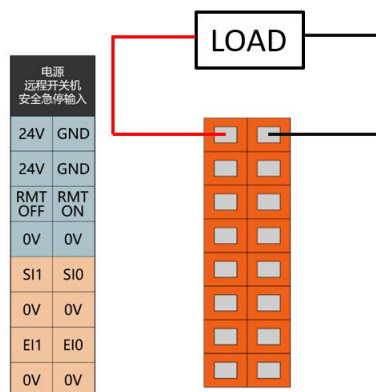 LOAD
电源
远程开关机
安全急停输入
24V GND
24V GND
RMT OFF RMT ON
0V 0V
SI1 SI0
0V 0V
EI1 EI0
0V 0V